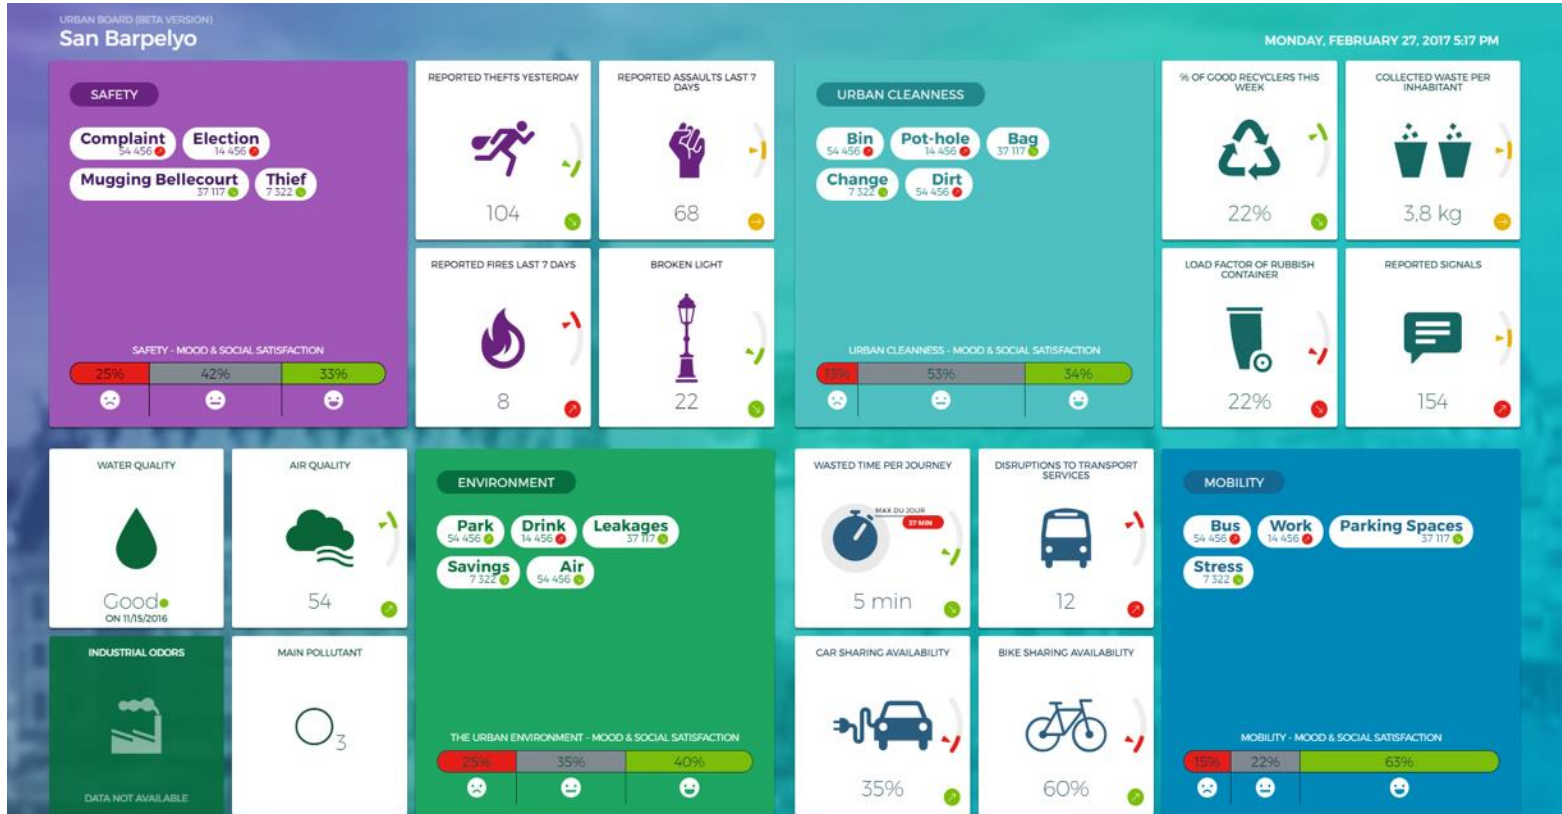 URBAN BOARD (BETA VERSION)
San Barpelyo
MONDAY, FEBRUARY 27, 2017 5:17 PM
SAFETY
Complaint
54 456
Election
14 456
Mugging Bellecourt
37 117
Thief
7 322
SAFETY - MOOD & SOCIAL SATISFACTION
25% 42% 33%
REPORTED THEFTS YESTERDAY
104
REPORTED ASSAULTS LAST 7
DAYS
68
REPORTED FIRES LAST 7 DAYS
8
BROKEN LIGHT
22
URBAN CLEANNESS
Bin
54 456
Pot-hole
14 456
Bag
37 117
Change
7 322
Dirt
54 456
URBAN CLEANNESS - MOOD & SOCIAL SATISFACTION
13% 53% 34%
% OF GOOD RECYCLERS THIS
WEEK
22%
COLLECTED WASTE PER
INHABITANT
3,8 kg
LOAD FACTOR OF RUBBISH
CONTAINER
22%
REPORTED SIGNALS
154
WATER QUALITY
Good
ON 11/15/2016
AIR QUALITY
54
INDUSTRIAL ODORS
DATA NOT AVAILABLE
MAIN POLLUTANT
O3
ENVIRONMENT
Park
54 456
Drink
14 456
Leakages
37 117
Savings
7 322
Air
54 456
THE URBAN ENVIRONMENT - MOOD & SOCIAL SATISFACTION
25% 35% 40%
WASTED TIME PER JOURNEY
MAX DU JOUR
37 MIN
5 min
DISRUPTIONS TO TRANSPORT
SERVICES
12
CAR SHARING AVAILABILITY
35%
BIKE SHARING AVAILABILITY
60%
MOBILITY
Bus
54 456
Work
14 456
Parking Spaces
37 117
Stress
7 322
MOBILITY - MOOD & SOCIAL SATISFACTION
15% 22% 63%